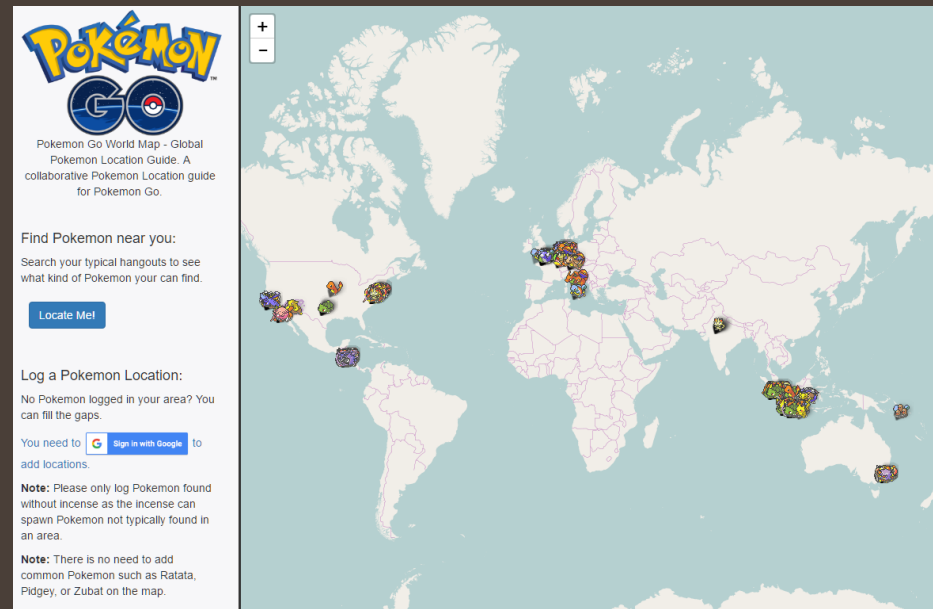 POKéMON
™
GO
Pokemon Go World Map - Global
Pokemon Location Guide. A
collaborative Pokemon Location guide
for Pokemon Go.
Find Pokemon near you:
Search your typical hangouts to see
what kind of Pokemon your can find.
Locate Me!
Log a Pokemon Location:
No Pokemon logged in your area? You
can fill the gaps.
You need to G Sign in with Google to
add locations.
Note: Please only log Pokemon found
without incense as the incense can
spawn Pokemon not typically found in
an area.
Note: There is no need to add
common Pokemon such as Ratata,
Pidgey, or Zubat on the map.
+
−